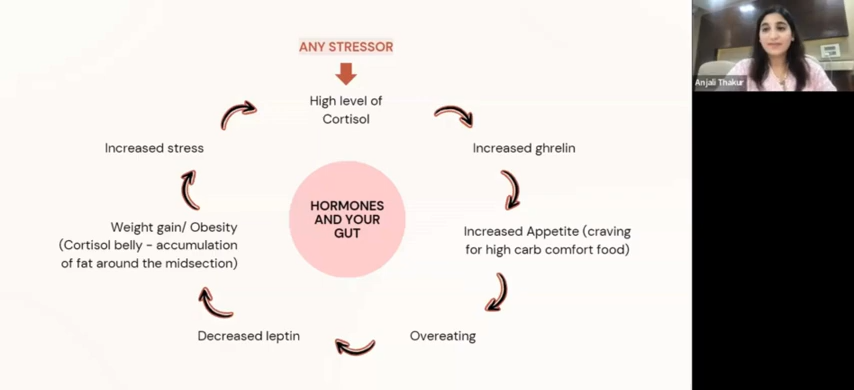 ANY STRESSOR
High level of
Cortisol
Increased ghrelin
Increased Appetite (craving
for high carb comfort food)
Overeating
Decreased leptin
Weight gain/ Obesity
(Cortisol belly - accumulation
of fat around the midsection)
Increased stress
HORMONES
AND YOUR
GUT
Anjali Thakur